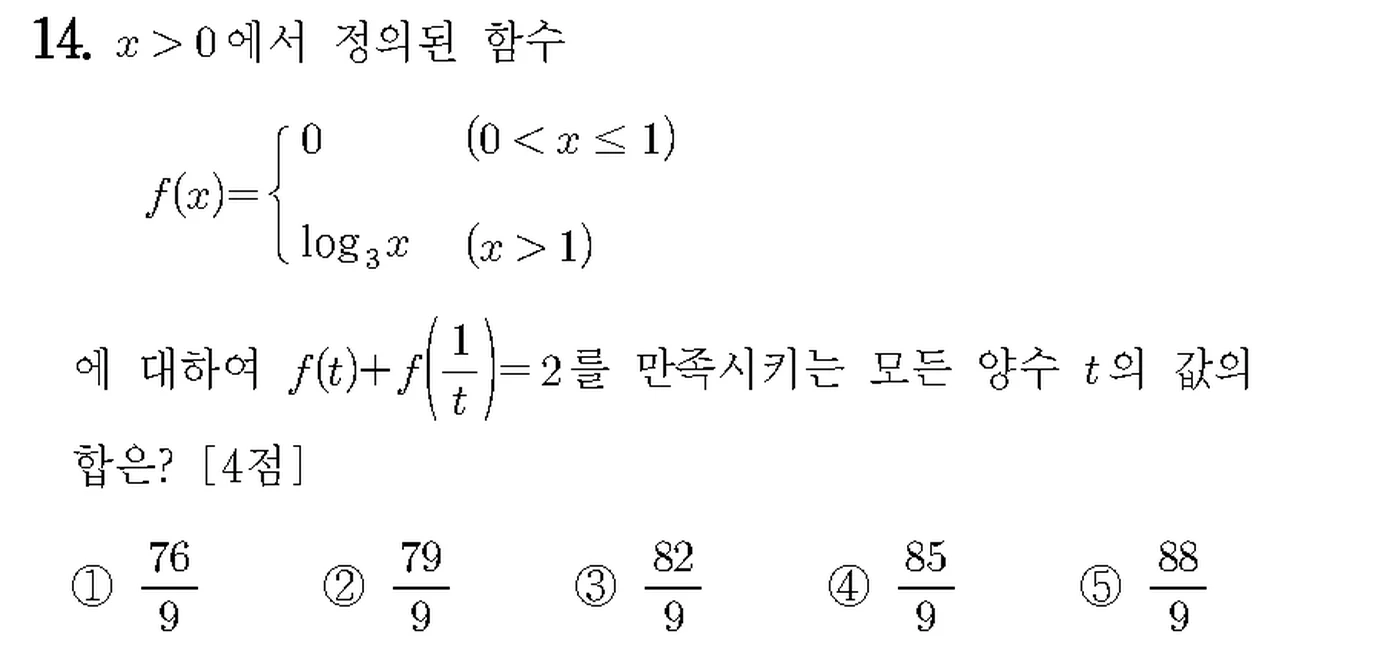 14. x > 0 에서 정의된 함수
f(x) = { 0 (0 < x ≤ 1)
log₃x (x > 1)
에 대하여 f(t) + f(1/t) = 2 를 만족시키는 모든 양수 t의 값의
합은? [4점]
① 76/9 ② 79/9 ③ 82/9 ④ 85/9 ⑤ 88/9